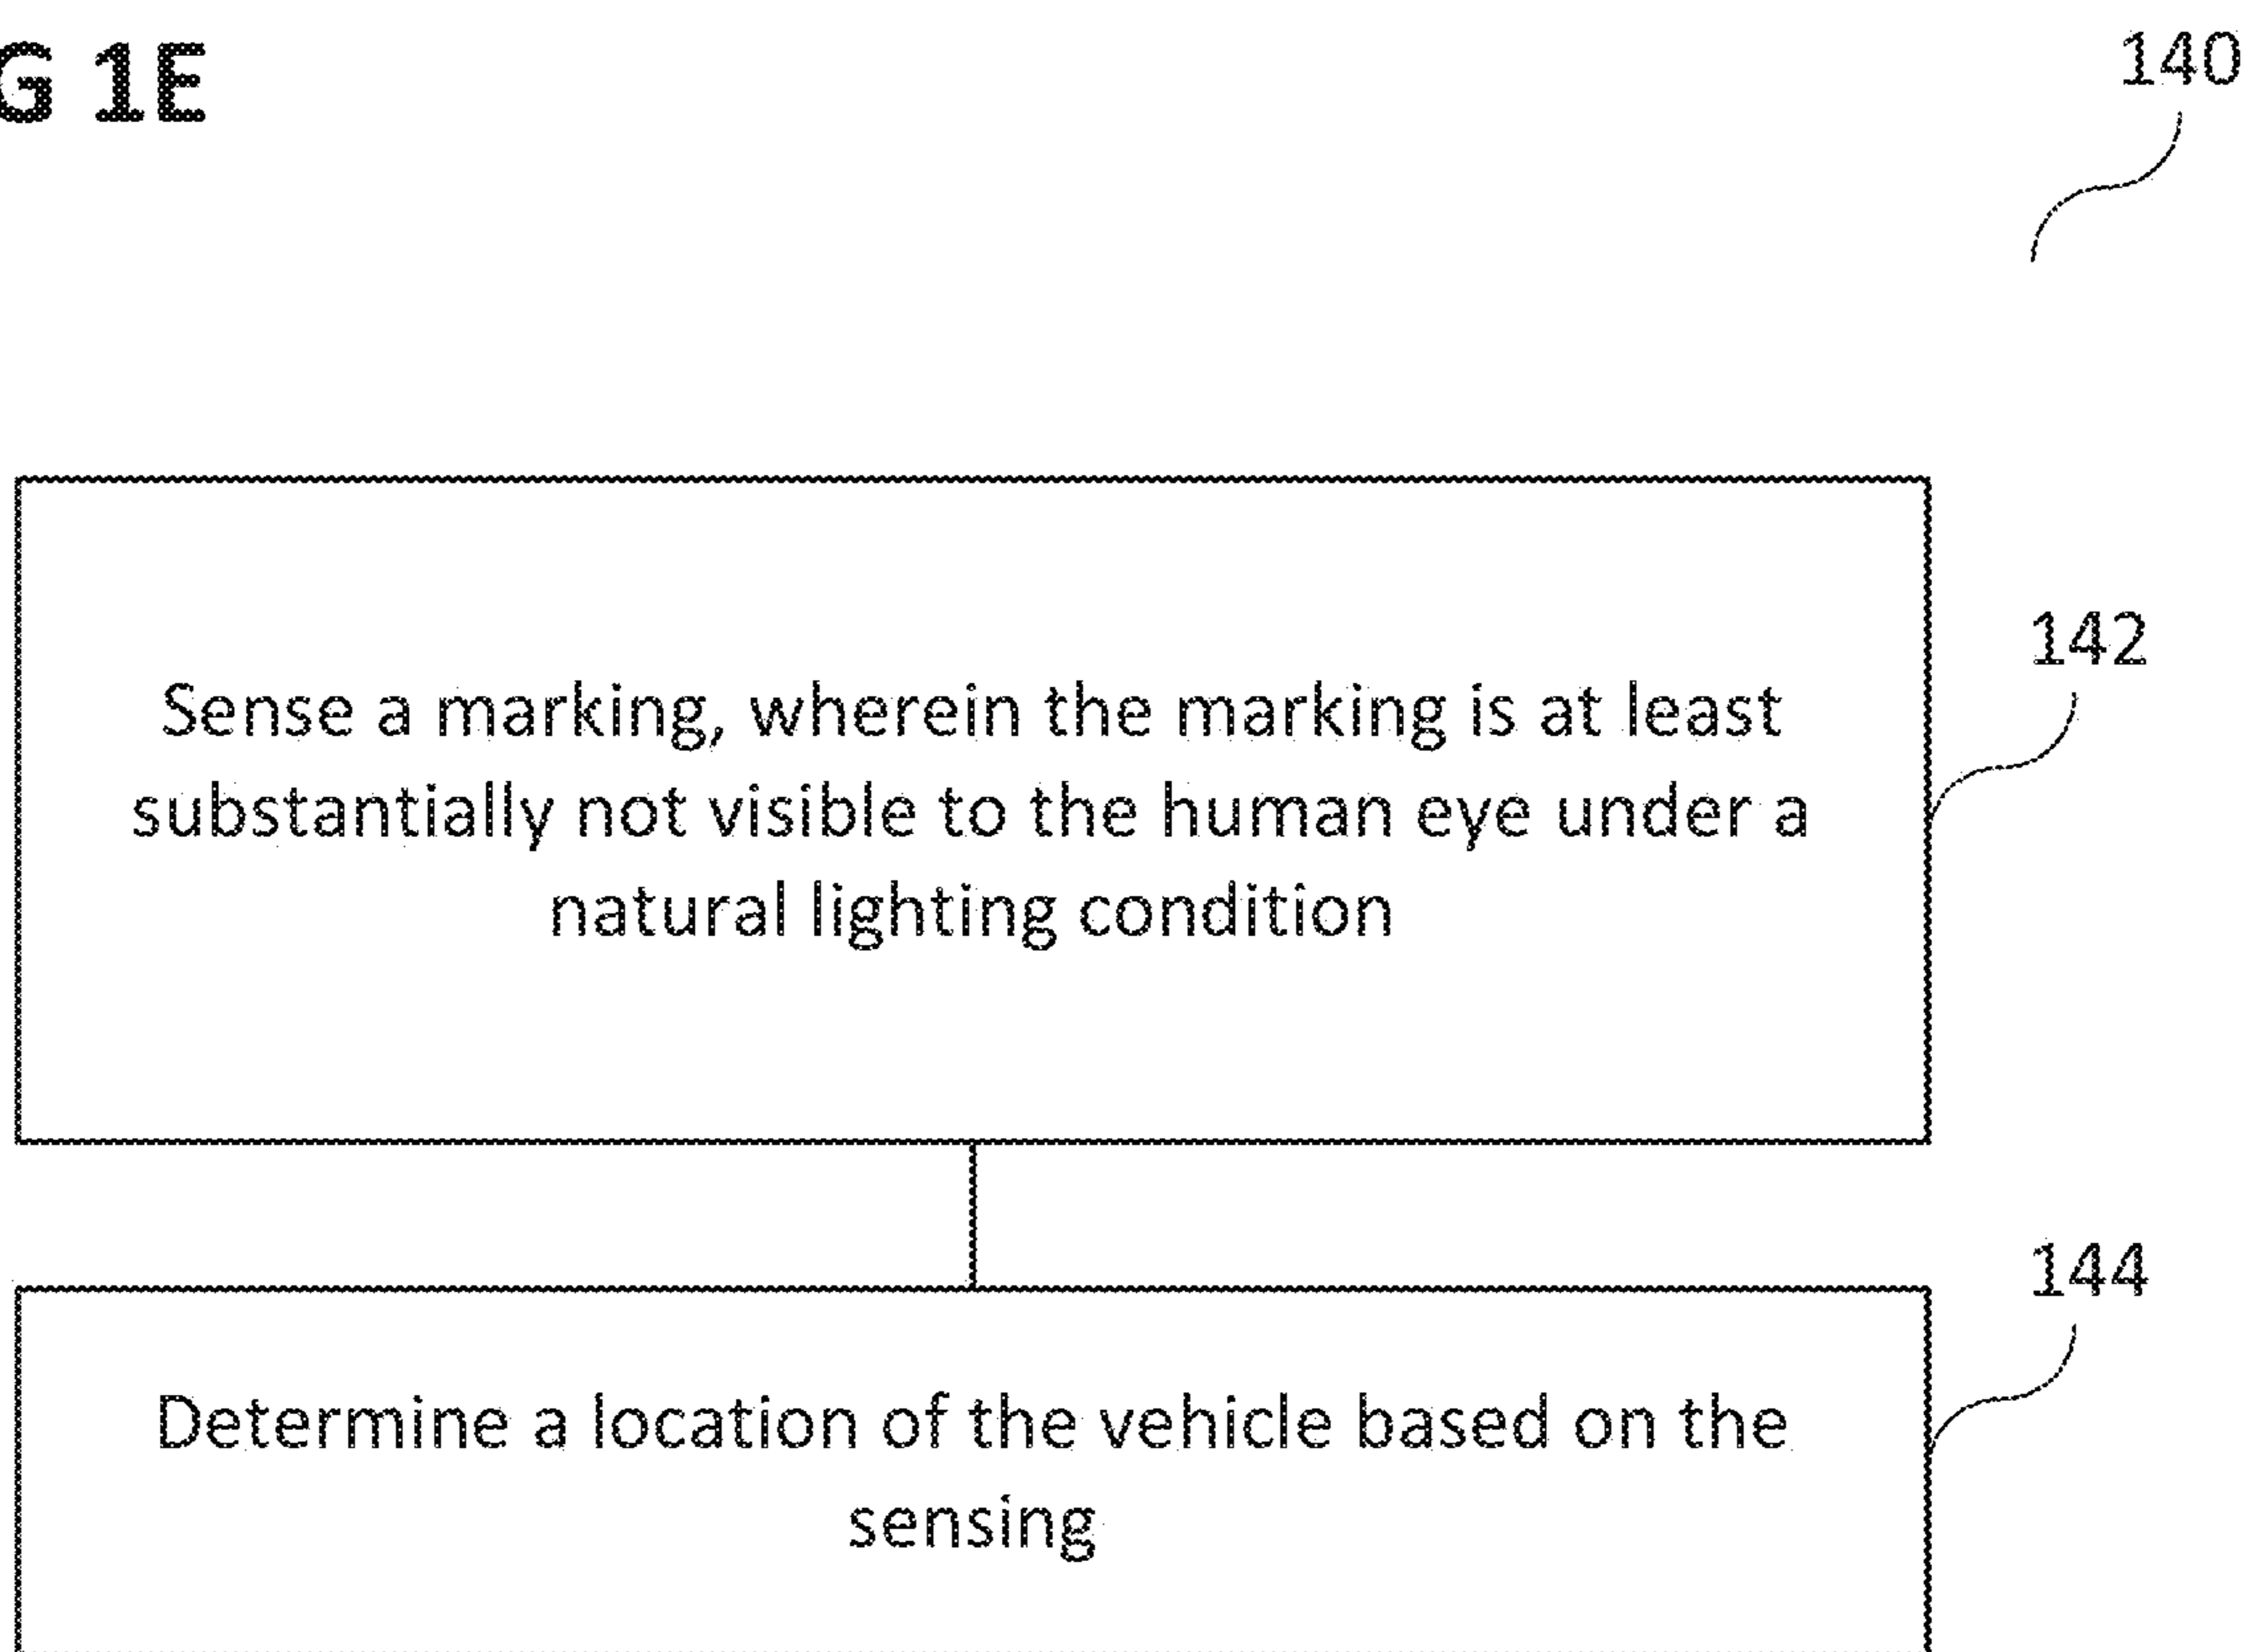 G 1E
140
142
Sense a marking, wherein the marking is at least
substantially not visible to the human eye under a
natural lighting condition
144
Determine a location of the vehicle based on the
sensing